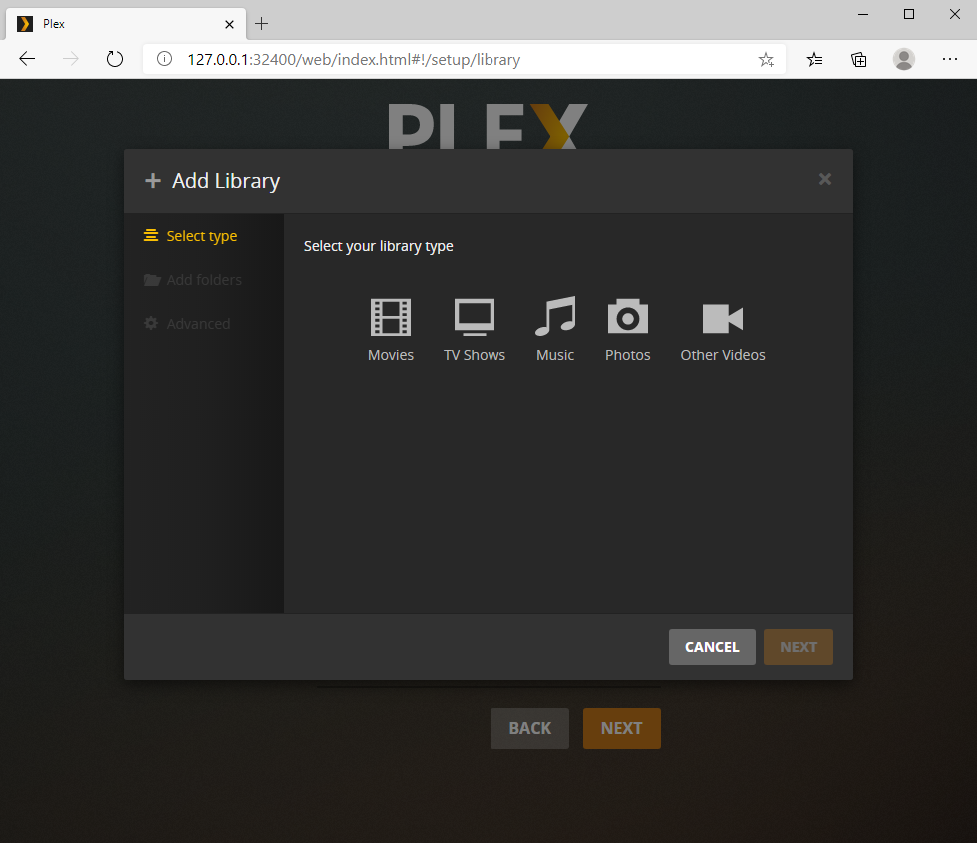 Plex
127.0.0.1:32400/web/index.html#!/setup/library
PLEX
Add Library
Select type
Add folders
Advanced
Select your library type
Movies
TV Shows
Music
Photos
Other Videos
CANCEL
NEXT
BACK
NEXT